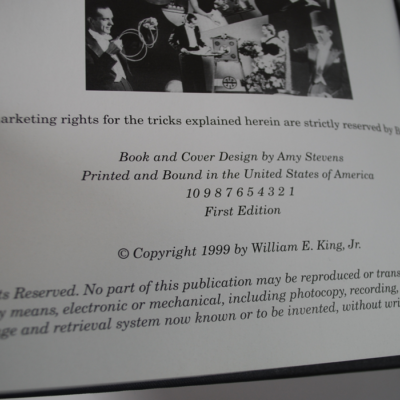 arketing rights for the tricks explained herein are strictly reserved by
Book and Cover Design by Amy Stevens
Printed and Bound in the United States of America
10 9 8 7 6 5 4 3 2 1
First Edition
© Copyright 1999 by William E. King, Jr.
ts Reserved. No part of this publication may be reproduced or trans
y means, electronic or mechanical, including photocopy, recording,
ge and retrieval system now known or to be invented, without wri